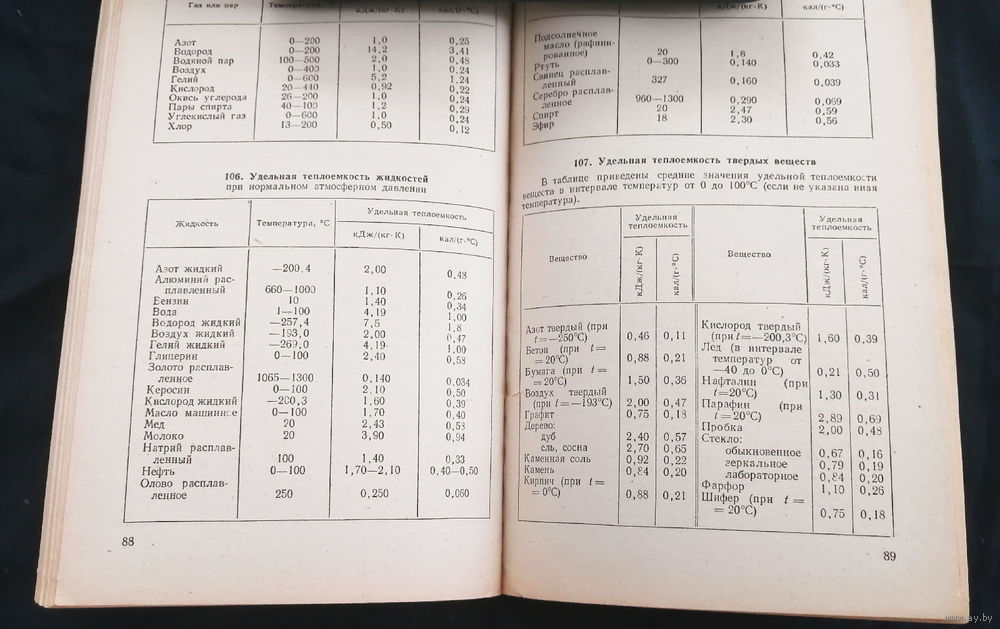 Газ или пар Температура, °С кДж/(кг·К) кал/(г·°С)
Азот 0—200 1,0 0,25
Водород 0—200 14,2 3,41
Водяной пар 100—500 2,0 0,48
Воздух 0—400 1,0 0,24
Гелий 0—600 5,2 1,24
Кислород 20—440 0,92 0,22
Окись углерода 26—200 1,0 0,24
Пары спирта 40—100 1,2 0,29
Углекислый газ 0—600 1,0 0,24
Хлор 13—200 0,50 0,12
106. Удельная теплоемкость жидкостей
при нормальном атмосферном давлении
Жидкость Температура, °С Удельная теплоемкость
кДж/(кг·К) кал/(г·°С)
Азот жидкий —200,4 2,00 0,48
Алюминий рас-
плавленный 660—1000 1,10 0,26
Бензин 10 1,40 0,34
Вода 1—100 4,19 1,00
Водород жидкий —257,4 7,5 1,8
Воздух жидкий —193,0 2,00 0,47
Гелий жидкий —269,0 4,19 1,00
Глицерин 0—100 2,40 0,58
Золото расплав-
ленное 1065—1300 0,140 0,034
Керосин 0—100 2,10 0,50
Кислород жидкий —200,3 1,60 0,39
Масло машинное 0—100 1,70 0,40
Мед 20 2,43 0,58
Молоко 20 3,90 0,94
Натрий расплав-
ленный 100 1,40 0,33
Нефть 0—100 1,70—2,10 0,40—0,50
Олово расплав-
ленное 250 0,250 0,060
88
кДж/(кг·К) кал/(г·°С)
Подсолнечное
масло (рафини-
рованное) 20 1,8 0,42
Ртуть 0—300 0,140 0,033
Свинец расплав-
ленный 327 0,160 0,039
Серебро расплав-
ленное 960—1300 0,290 0,069
Спирт 20 2,47 0,59
Эфир 18 2,30 0,56
107. Удельная теплоемкость твердых веществ
В таблице приведены средние значения удельной теплоемкости
веществ в интервале температур от 0 до 100°С (если не указана иная
температура).
Вещество Удельная теплоемкость
кДж/(кг·К) кал/(г·°С)
Азот твердый (при
t=—250°С) 0,46 0,11
Бетон (при t=
=20°С) 0,88 0,21
Бумага (при t=
=20°С) 1,50 0,36
Воздух твердый
(при t=—193°С) 2,00 0,47
Графит 0,75 0,18
Дерево:
дуб 2,40 0,57
ель, сосна 2,70 0,65
Каменная соль 0,92 0,22
Камень 0,84 0,20
Кирпич (при t=
=0°С) 0,88 0,21
Вещество Удельная теплоемкость
кДж/(кг·К) кал/(г·°С)
Кислород твердый
(при t=—200,3°С) 1,60 0,39
Лед (в интервале
температур от
—40 до 0°С) 0,21 0,50
Нафталин (при
t=20°С) 1,30 0,31
Парафин (при
t=20°С) 2,89 0,69
Пробка 2,00 0,48
Стекло:
обыкновенное 0,67 0,16
зеркальное 0,79 0,19
лабораторное 0,84 0,20
Фарфор 1,10 0,26
Шифер (при t=
=20°С) 0,75 0,18
89